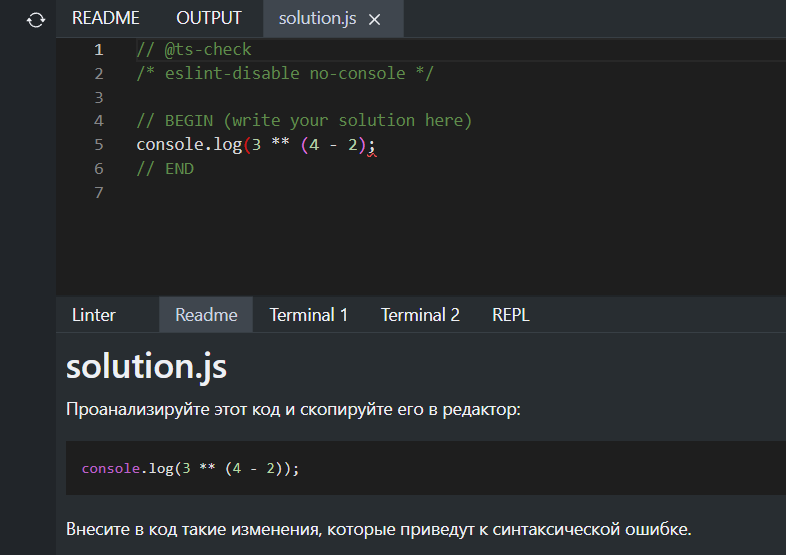 README OUTPUT solution.js ×
1 // @ts-check
2 /* eslint-disable no-console */
3
4 // BEGIN (write your solution here)
5 console.log(3 ** (4 - 2);
6 // END
7
Linter Readme Terminal 1 Terminal 2 REPL
solution.js
Проанализируйте этот код и скопируйте его в редактор:
console.log(3 ** (4 - 2));
Внесите в код такие изменения, которые приведут к синтаксической ошибке.